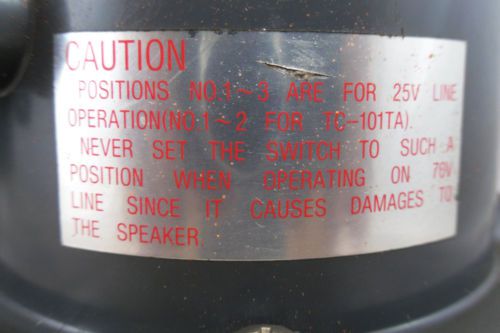 CAUTION
POSITIONS NO.1~3 ARE FOR 25V LINE
OPERATION(NO.1~2 FOR TC-101TA).
NEVER SET THE SWITCH TO SUCH A
POSITION WHEN OPERATING ON 70V
LINE SINCE IT CAUSES DAMAGES TO
THE SPEAKER.